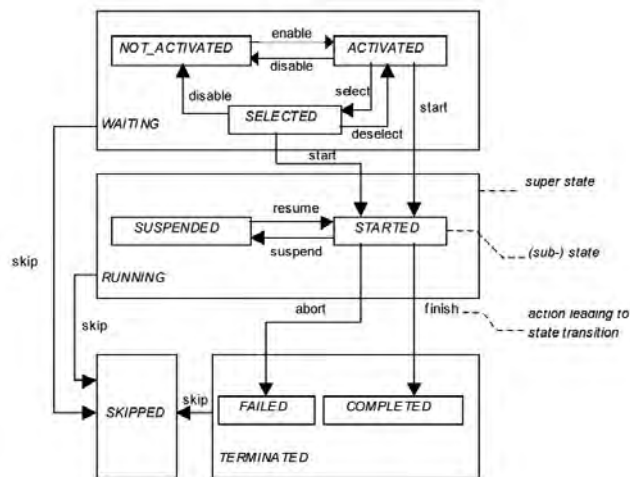 enable
NOT_ACTIVATED
ACTIVATED
disable
select
disable
start
SELECTED
WAITING
deselect
start
super state
resume
SUSPENDED
STARTED
suspend
(sub-) state
skip
RUNNING
abort
finish
action leading to
state transition
skip
skip
FAILED
COMPLETED
SKIPPED
TERMINATED